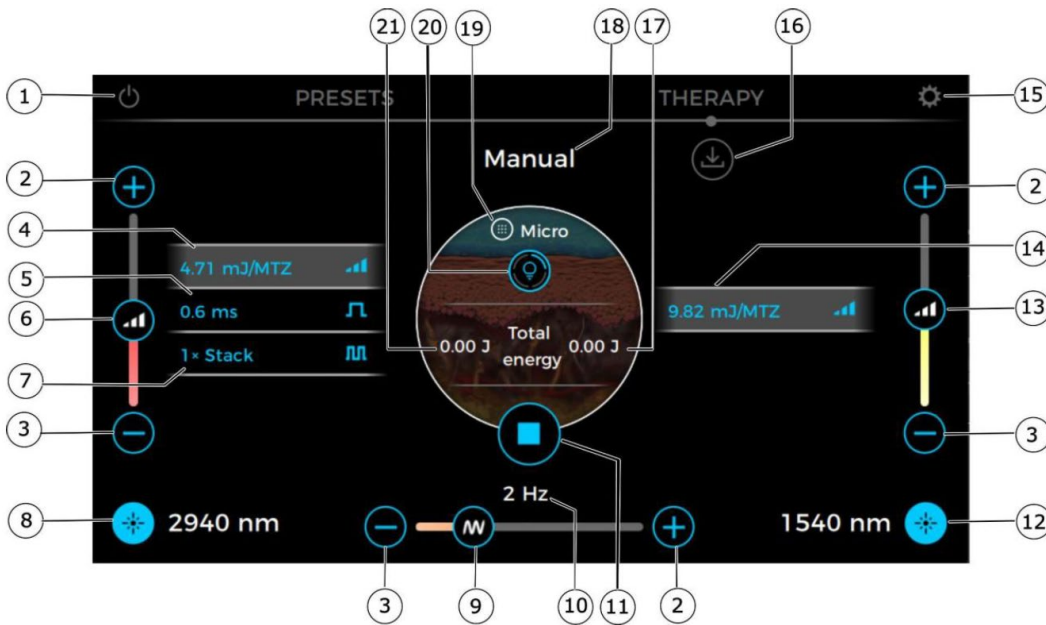 21 20 19 18 17 16
1 PRESETS THERAPY 15
Manual
2 2
Micro
4 4.71 mJ/MTZ 14
5 0.6 ms 9.82 mJ/MTZ
6 13
Total
0.00 J energy 0.00 J
7 1× Stack
3 3
2 Hz
8 2940 nm 1540 nm 12
3 9 10 11 2